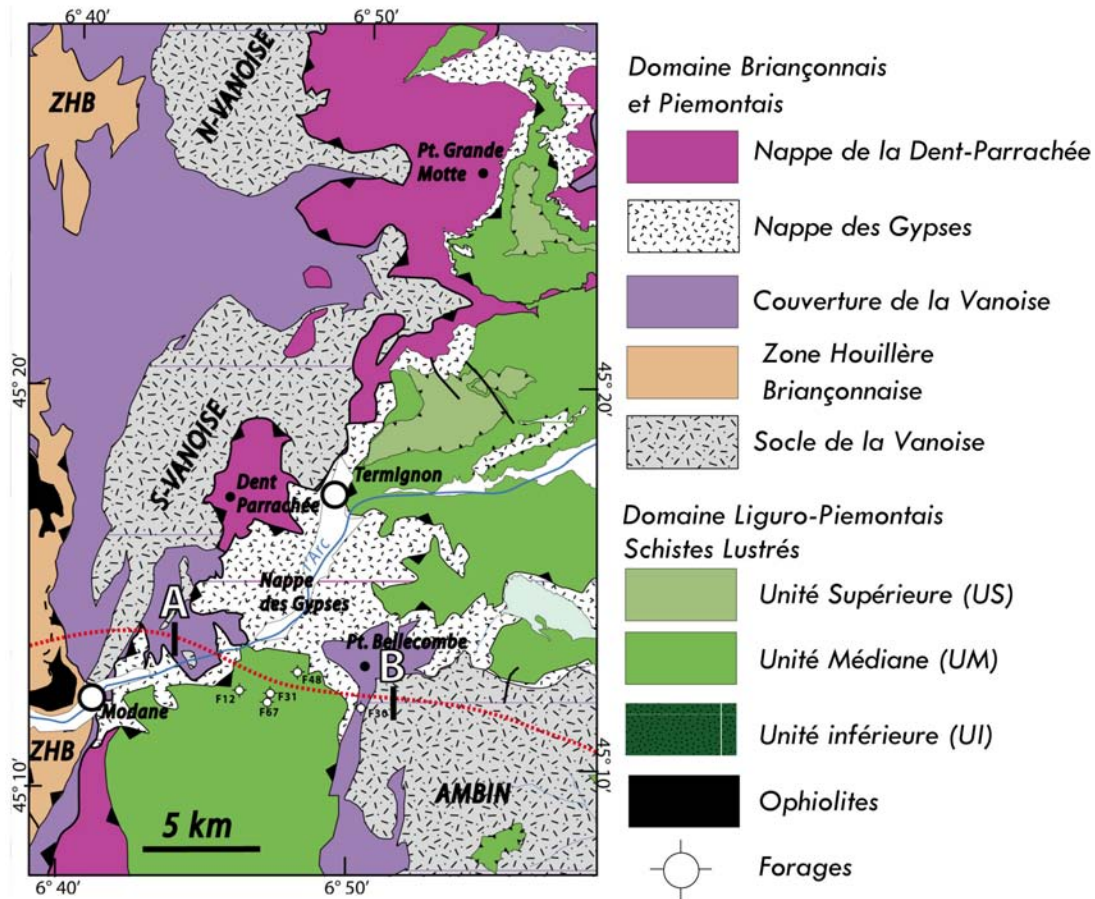 6° 40′
6° 50′
ZHB
N-VANOISE
Pt. Grande
Motte
45° 20′
45° 20′
S-VANOISE
Dent
Parrachée
Termignon
l'Arc
Nappe
des Gypses
A
Pt. Bellecombe
B
F48
F12
F31
F67
F36
Modane
ZHB
45° 10′
45° 10′
AMBIN
5 km
6° 40′
6° 50′
Domaine Briançonnais
et Piemontais
Nappe de la Dent-Parrachée
Nappe des Gypses
Couverture de la Vanoise
Zone Houillère
Briançonnaise
Socle de la Vanoise
Domaine Liguro-Piemontais
Schistes Lustrés
Unité Supérieure (US)
Unité Médiane (UM)
Unité inférieure (UI)
Ophiolites
Forages